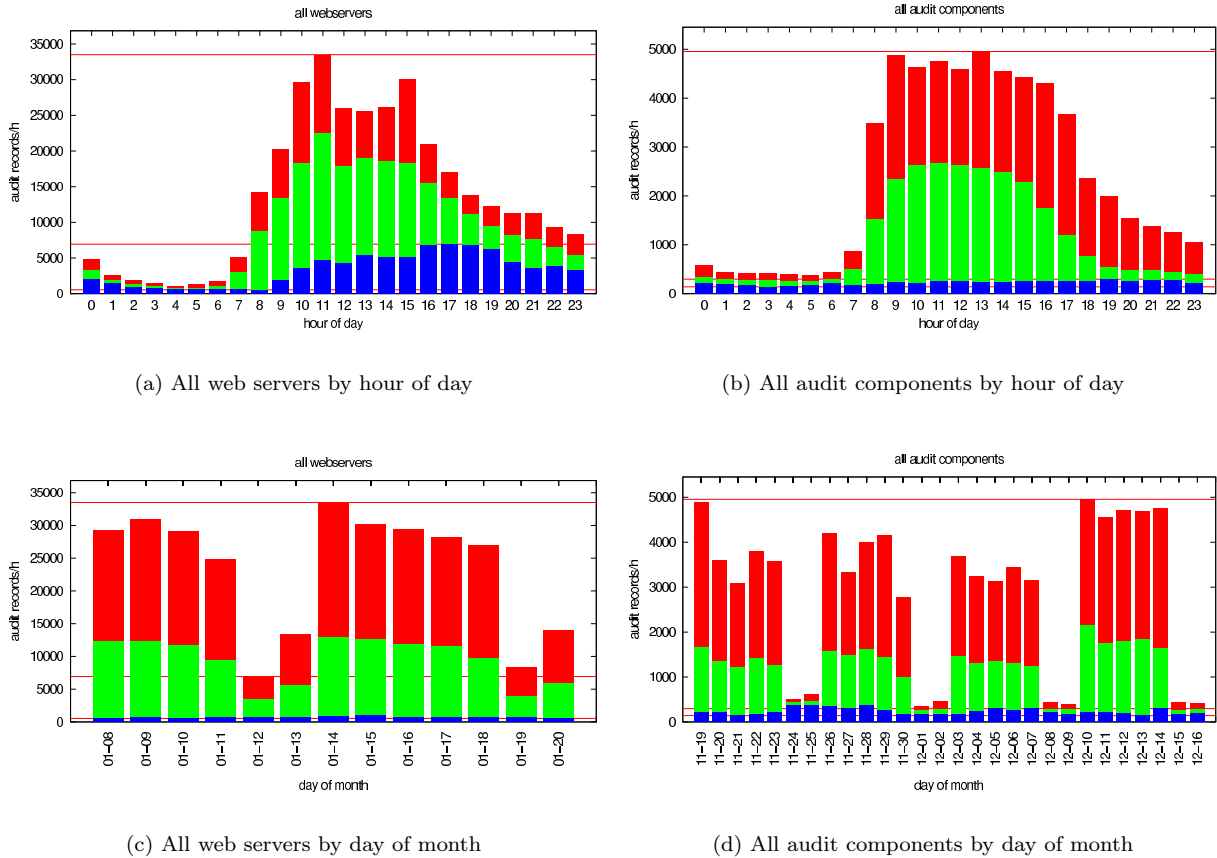 all webservers
35000
30000
25000
20000
15000
10000
5000
0
audit records/h
0 1 2 3 4 5 6 7 8 9 10 11 12 13 14 15 16 17 18 19 20 21 22 23
hour of day
(a) All web servers by hour of day
all audit components
5000
4000
3000
2000
1000
0
audit records/h
0 1 2 3 4 5 6 7 8 9 10 11 12 13 14 15 16 17 18 19 20 21 22 23
hour of day
(b) All audit components by hour of day
all webservers
35000
30000
25000
20000
15000
10000
5000
0
audit records/h
01-08 01-09 01-10 01-11 01-12 01-13 01-14 01-15 01-16 01-17 01-18 01-19 01-20
day of month
(c) All web servers by day of month
all audit components
5000
4000
3000
2000
1000
0
audit records/h
11-19 11-20 11-21 11-22 11-23 11-24 11-25 11-26 11-27 11-28 11-29 11-30 12-01 12-02 12-03 12-04 12-05 12-06 12-07 12-08 12-09 12-10 12-11 12-12 12-13 12-14 12-15 12-16
day of month
(d) All audit components by day of month